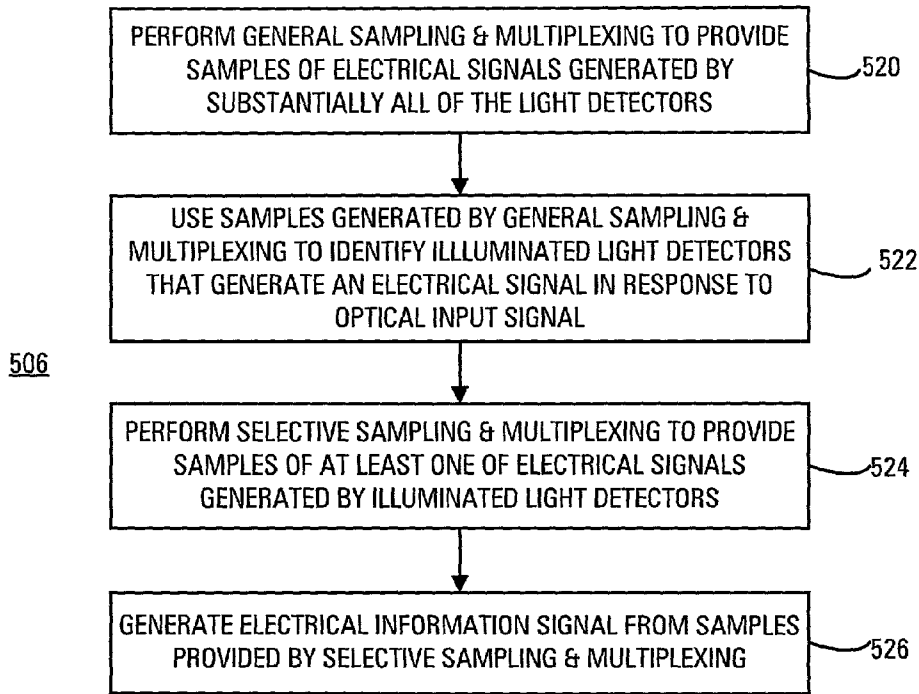 PERFORM GENERAL SAMPLING & MULTIPLEXING TO PROVIDE
SAMPLES OF ELECTRICAL SIGNALS GENERATED BY
SUBSTANTIALLY ALL OF THE LIGHT DETECTORS
520
USE SAMPLES GENERATED BY GENERAL SAMPLING &
MULTIPLEXING TO IDENTIFY ILLLUMINATED LIGHT DETECTORS
THAT GENERATE AN ELECTRICAL SIGNAL IN RESPONSE TO
OPTICAL INPUT SIGNAL
522
506
PERFORM SELECTIVE SAMPLING & MULTIPLEXING TO PROVIDE
SAMPLES OF AT LEAST ONE OF ELECTRICAL SIGNALS
GENERATED BY ILLUMINATED LIGHT DETECTORS
524
GENERATE ELECTRICAL INFORMATION SIGNAL FROM SAMPLES
PROVIDED BY SELECTIVE SAMPLING & MULTIPLEXING
526